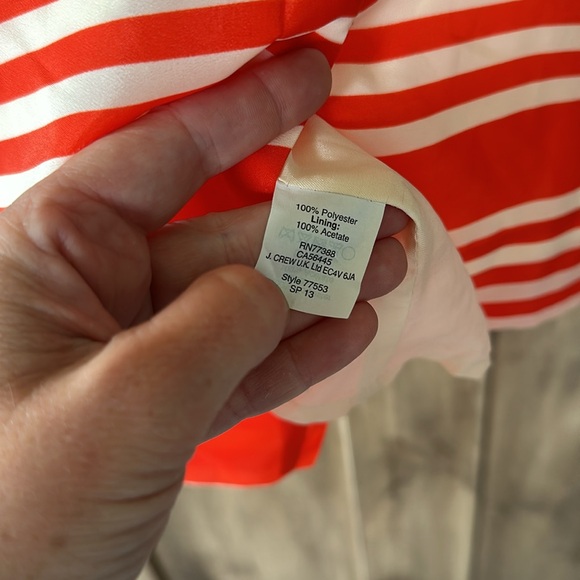 100% Polyester
Lining:
100% Acetate
RN77388
CA56445
J. CREW U.K. Ltd EC4V 6JA
Style 77553
SP 13